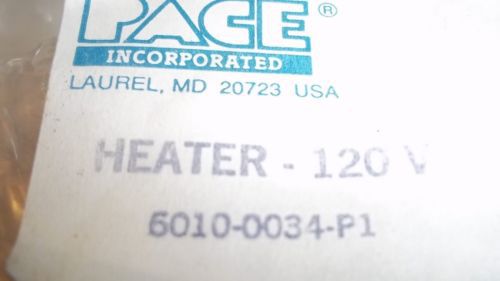 PACE ®
INCORPORATED
LAUREL, MD 20723 USA
HEATER - 120 V
6010-0034-P1